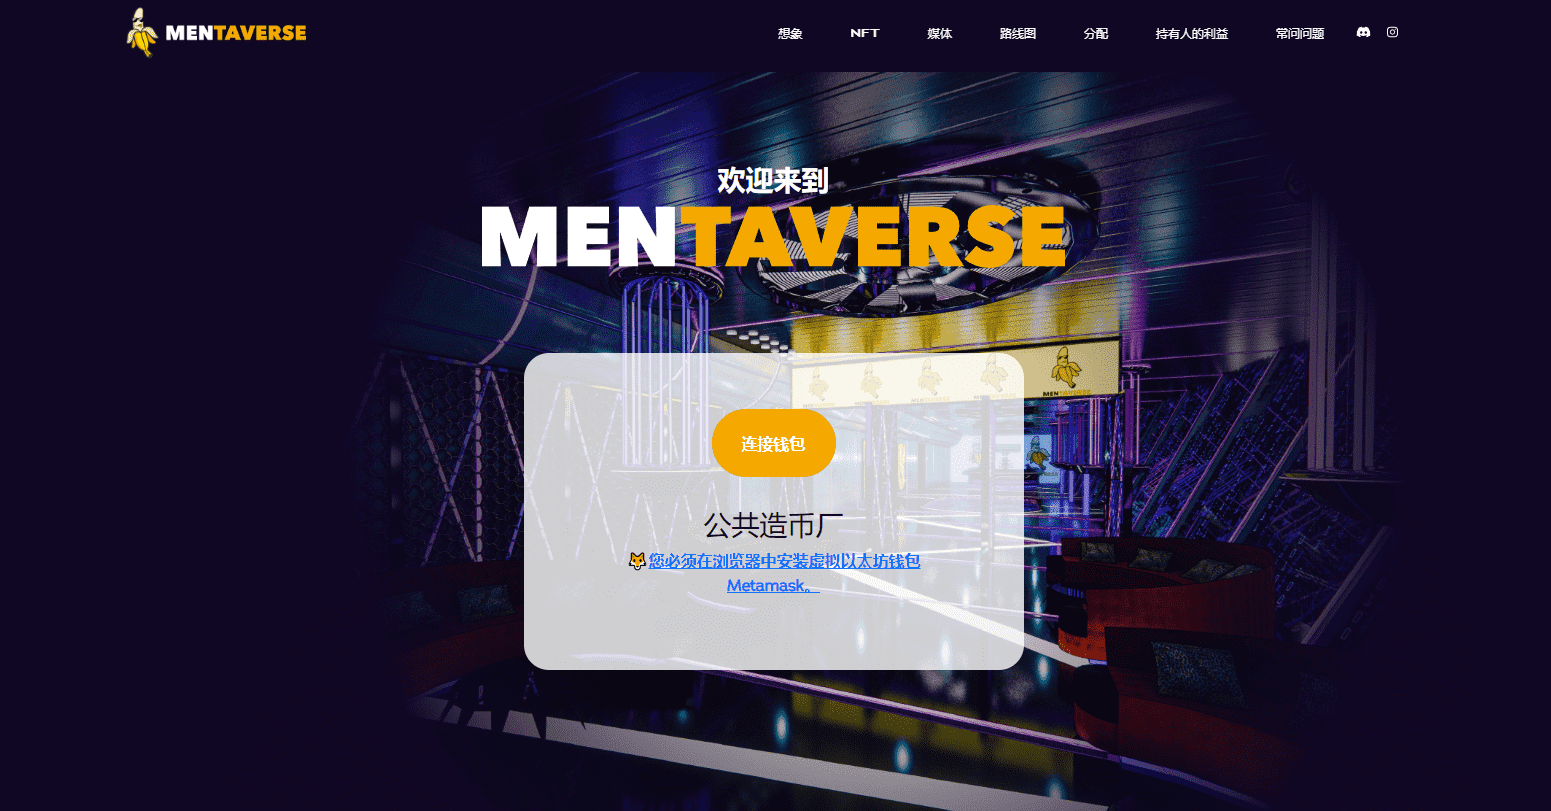 MENTAVERSE
想象
NFT
媒体
路线图
分配
持有人的利益
常问问题
欢迎来到
MENTAVERSE
MENTAVERSE
连接钱包
公共造币厂
您必须在浏览器中安装虚拟以太坊钱包
Metamask。